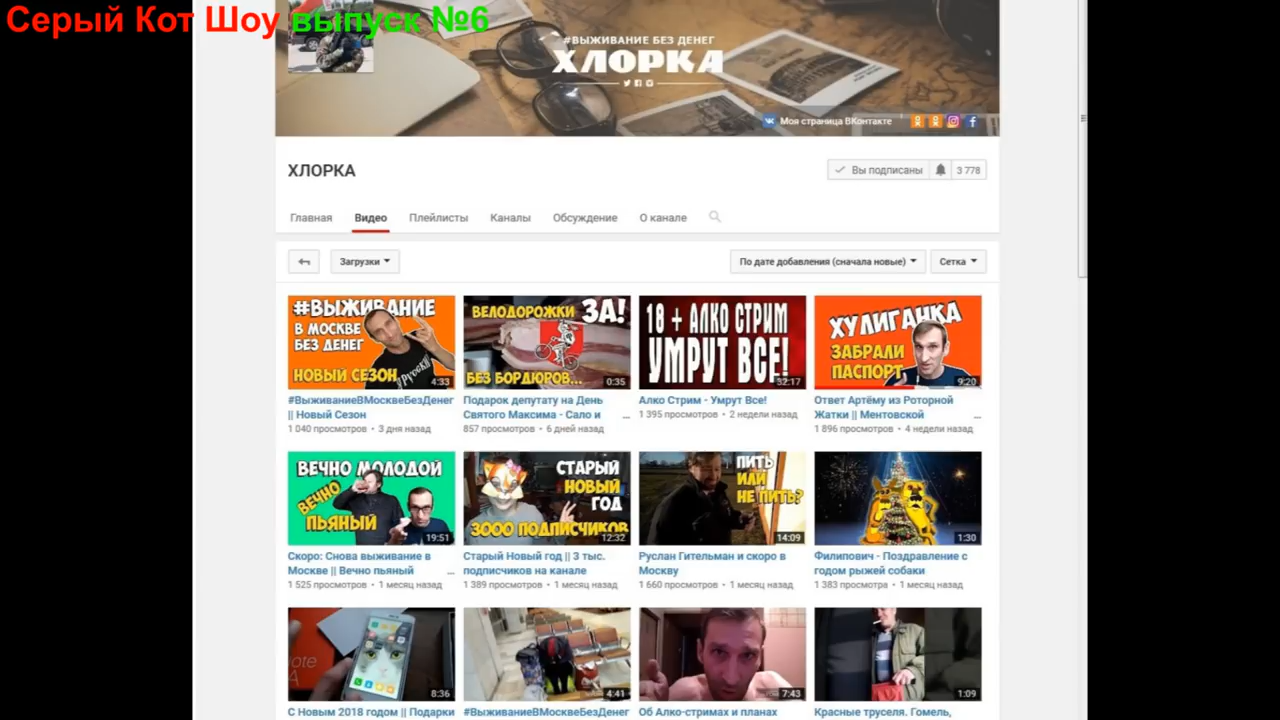 Серый Кот Шоу выпуск №6
#ВЫЖИВАНИЕ БЕЗ ДЕНЕГ
ХЛОРКА
Моя страница ВКонтакте
ХЛОРКА
Вы подписаны 3 778
Главная Видео Плейлисты Каналы Обсуждение О канале
Загрузки По дате добавления (сначала новые) Сетка
#ВЫЖИВАНИЕ
В МОСКВЕ
БЕЗ ДЕНЕГ
НОВЫЙ СЕЗОН
4:33
ВЕЛОДОРОЖКИ ЗА!
БЕЗ БОРДЮРОВ...
0:35
18 + АЛКО СТРИМ
УМРУТ ВСЕ!
32:17
ХУЛИГАНКА
ЗАБРАЛИ
ПАСПОРТ
9:20
#ВыживаниеВМосквеБезДенег
|| Новый Сезон
1 040 просмотров • 3 дня назад
Подарок депутату на День
Святого Максима - Сало и ...
857 просмотров • 6 дней назад
Алко Стрим - Умрут Все!
1 395 просмотров • 2 недели назад
Ответ Артёму из Роторной
Жатки || Ментовской ...
1 896 просмотров • 4 недели назад
ВЕЧНО МОЛОДОЙ
ВЕЧНО
ПЬЯНЫЙ
19:51
СТАРЫЙ
НОВЫЙ
ГОД
3000 ПОДПИСЧИКОВ
12:32
ПИТЬ
ИЛИ
НЕ ПИТЬ?
14:09
1:30
Скоро: Снова выживание в
Москве || Вечно пьяный ...
1 525 просмотров • 1 месяц назад
Старый Новый год || 3 тыс.
подписчиков на канале
1 389 просмотров • 1 месяц назад
Руслан Гительман и скоро в
Москву
1 660 просмотров • 1 месяц назад
Филипович - Поздравление с
годом рыжей собаки
1 383 просмотра • 1 месяц назад
8:36
4:41
7:43
1:09
С Новым 2018 годом || Подарки
#ВыживаниеВМосквеБезДенег
Об Алко-стримах и планах
Красные труселя. Гомель,